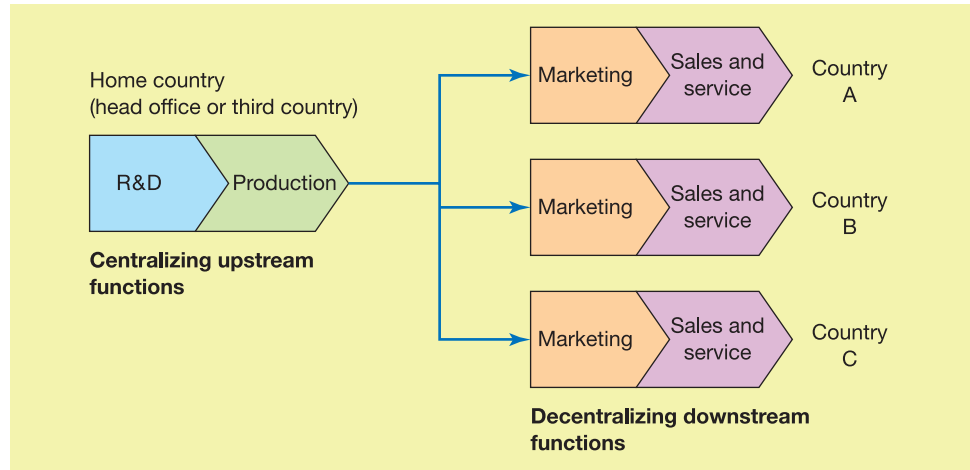 Home country
(head office or third country)
R&D
Production
Centralizing upstream
functions
Marketing
Sales and
service
Country
A
Marketing
Sales and
service
Country
B
Marketing
Sales and
service
Country
C
Decentralizing downstream
functions